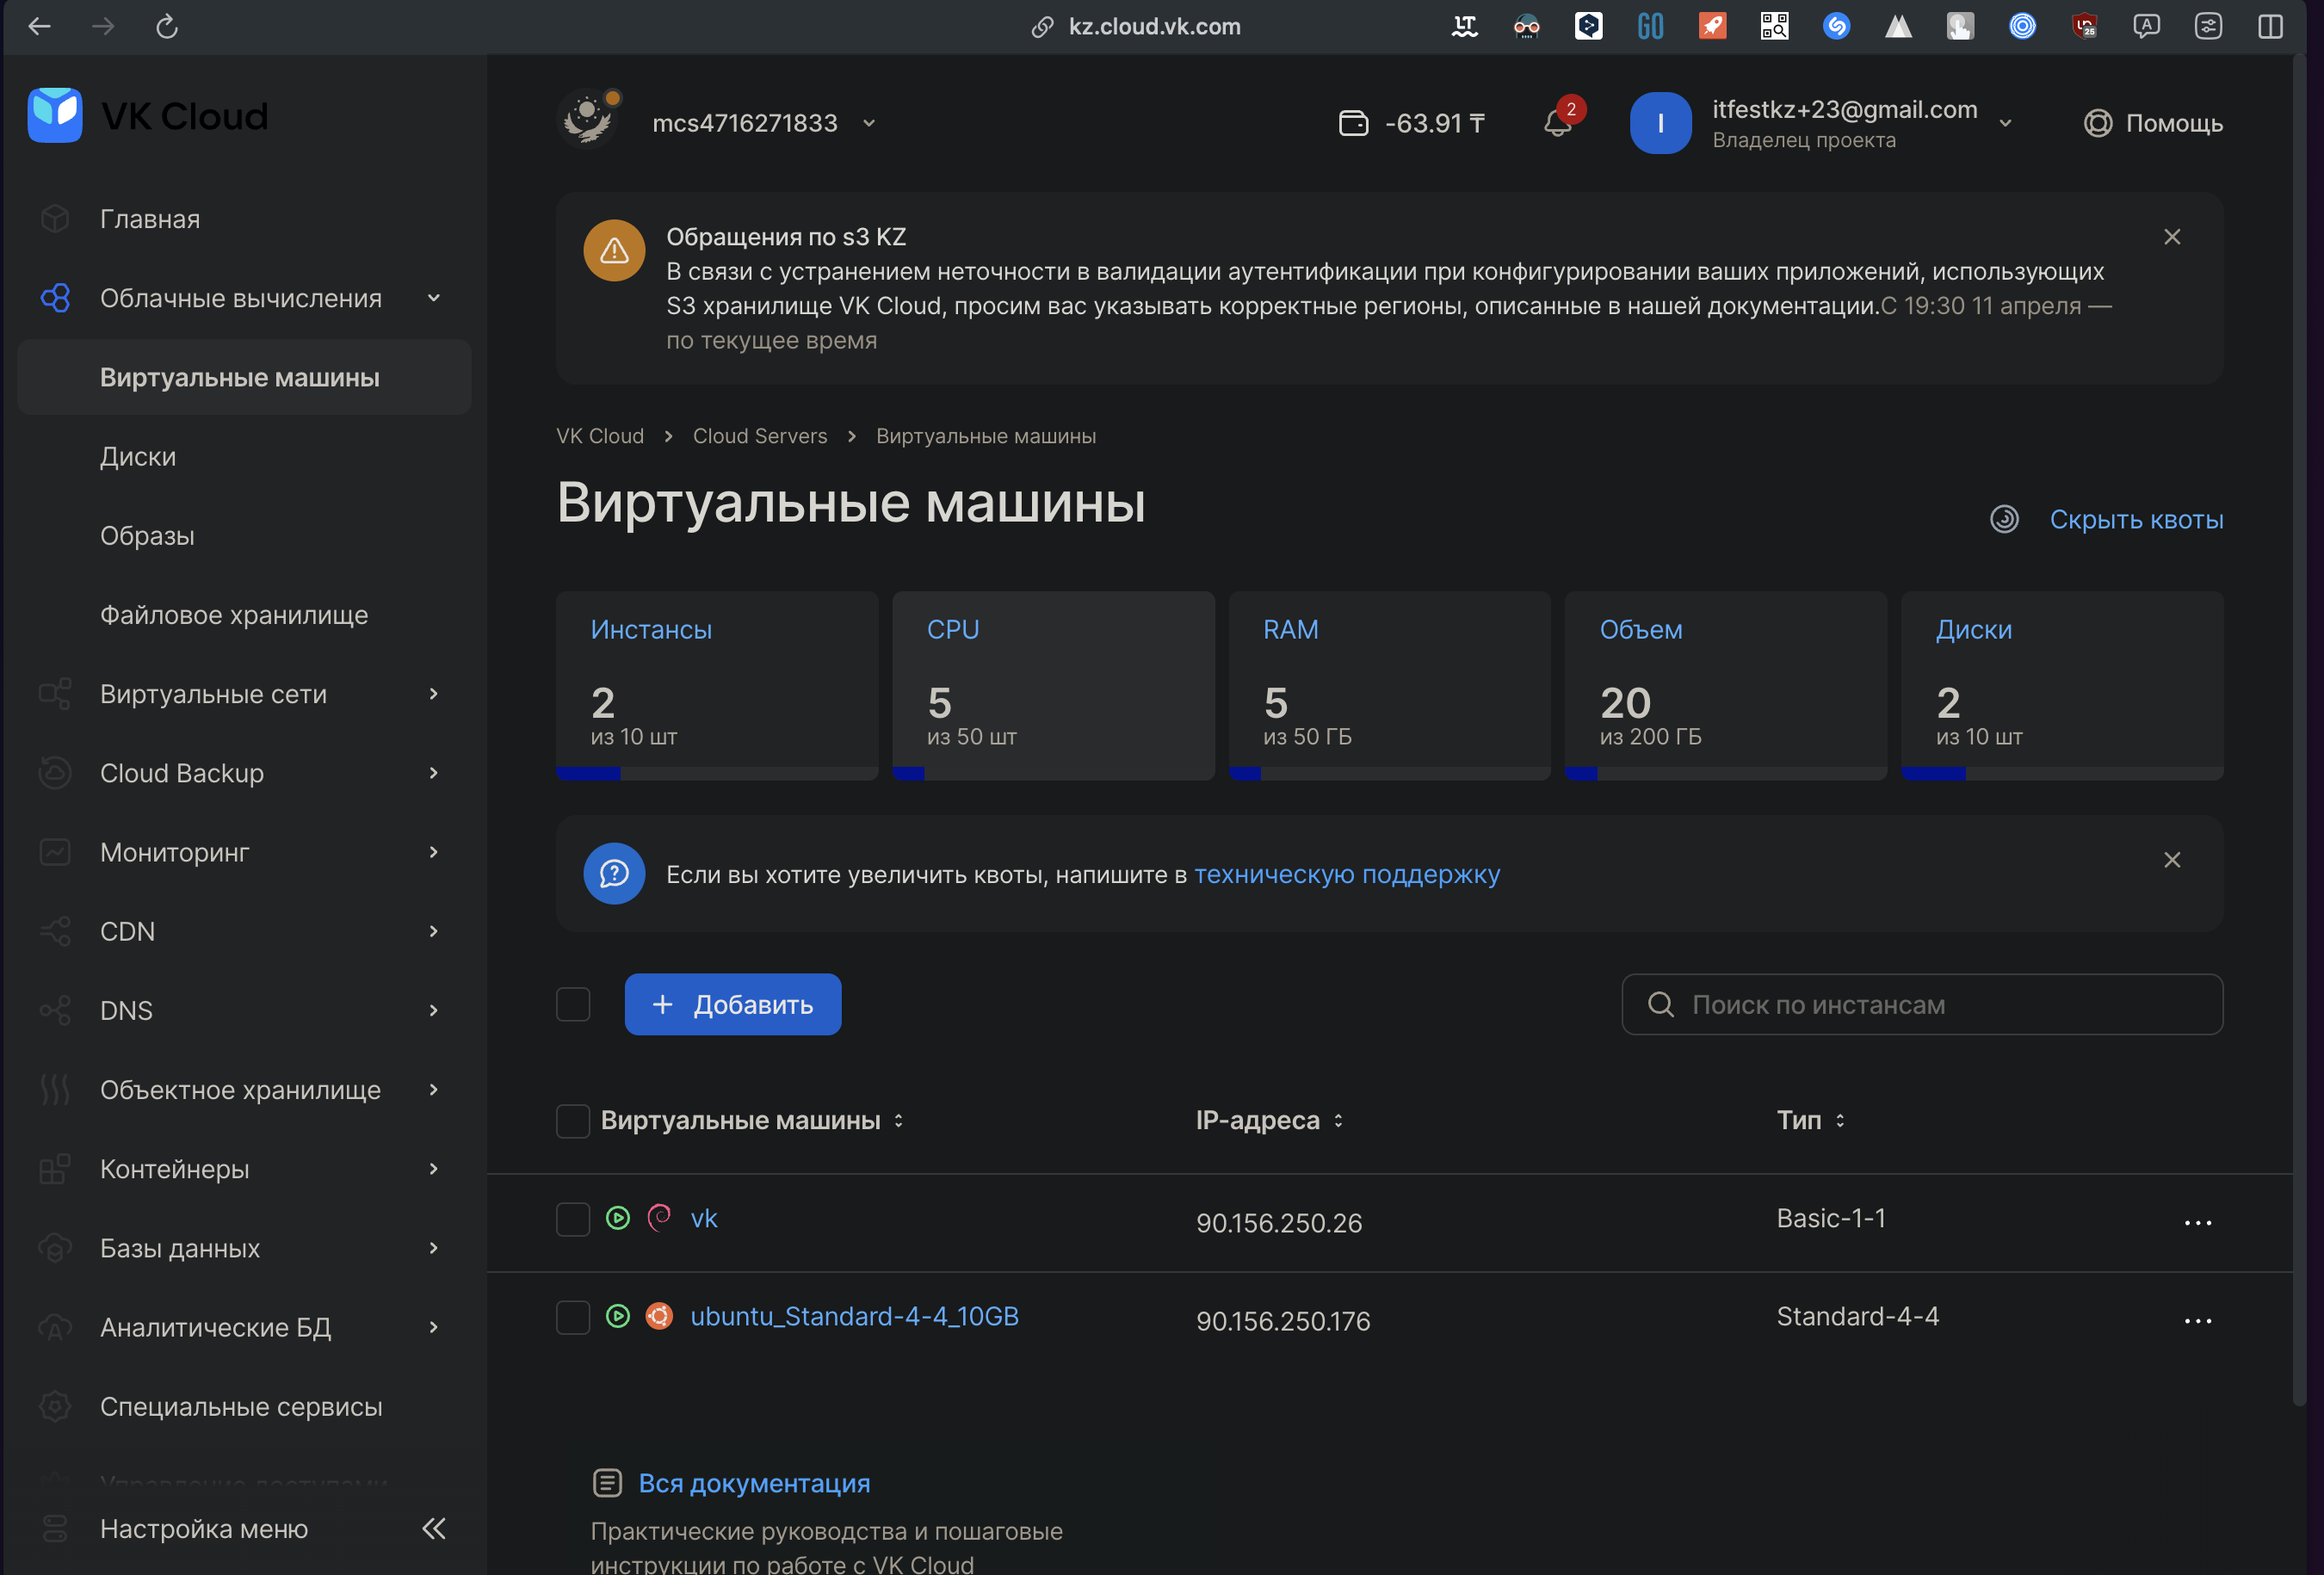 kz.cloud.vk.com
VK Cloud
mcs4716271833
-63.91 ₸
2
I
itfestkz+23@gmail.com
Владелец проекта
Помощь
Главная
Облачные вычисления
Виртуальные машины
Диски
Образы
Файловое хранилище
Виртуальные сети
Cloud Backup
Мониторинг
CDN
DNS
Объектное хранилище
Контейнеры
Базы данных
Аналитические БД
Специальные сервисы
Управление доступами
Настройка меню
Обращения по s3 KZ
В связи с устранением неточности в валидации аутентификации при конфигурировании ваших приложений, использующих
S3 хранилище VK Cloud, просим вас указывать корректные регионы, описанные в нашей документации.С 19:30 11 апреля —
по текущее время
VK Cloud > Cloud Servers > Виртуальные машины
Виртуальные машины
Скрыть квоты
Инстансы
2
из 10 шт
CPU
5
из 50 шт
RAM
5
из 50 ГБ
Объем
20
из 200 ГБ
Диски
2
из 10 шт
Если вы хотите увеличить квоты, напишите в техническую поддержку
+ Добавить
Поиск по инстансам
Виртуальные машины IP-адреса Тип
vk 90.156.250.26 Basic-1-1 ...
ubuntu_Standard-4-4_10GB 90.156.250.176 Standard-4-4 ...
Вся документация
Практические руководства и пошаговые
инструкции по работе с VK Cloud